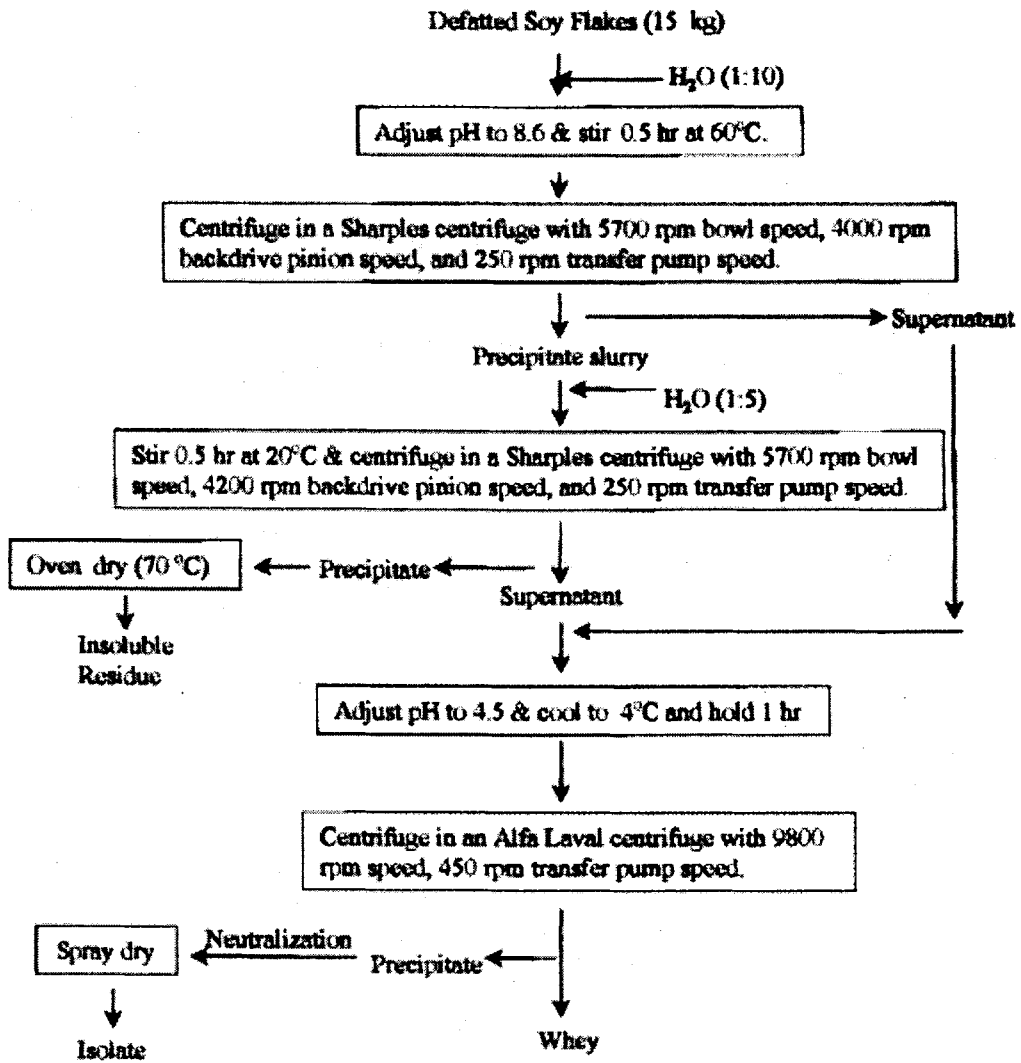 Defatted Soy Flakes (15 kg)
H₂O (1:10)
Adjust pH to 8.6 & stir 0.5 hr at 60°C.
Centrifuge in a Sharples centrifuge with 5700 rpm bowl speed, 4000 rpm
backdrive pinion speed, and 250 rpm transfer pump speed.
Supernatant
Precipitate slurry
H₂O (1:5)
Stir 0.5 hr at 20°C & centrifuge in a Sharples centrifuge with 5700 rpm bowl
speed, 4200 rpm backdrive pinion speed, and 250 rpm transfer pump speed.
Oven dry (70 °C)
Precipitate
Supernatant
Insoluble
Residue
Adjust pH to 4.5 & cool to 4°C and hold 1 hr
Centrifuge in an Alfa Laval centrifuge with 9800
rpm speed, 450 rpm transfer pump speed.
Spray dry
Neutralization
Precipitate
Isolate
Whey